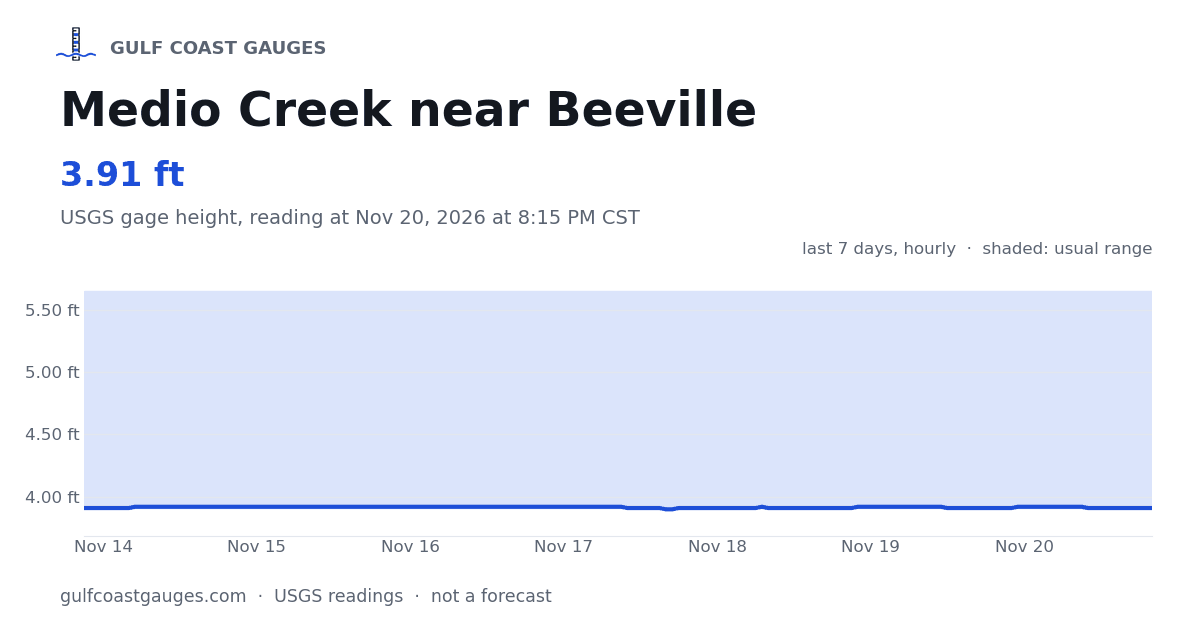 GULF COAST GAUGES
Medio Creek near Beeville
3.91 ft
USGS gage height, reading at Nov 20, 2026 at 8:15 PM CST
last 7 days, hourly · shaded: usual range
5.50 ft
5.00 ft
4.50 ft
4.00 ft
Nov 14 Nov 15 Nov 16 Nov 17 Nov 18 Nov 19 Nov 20
gulfcoastgauges.com · USGS readings · not a forecast